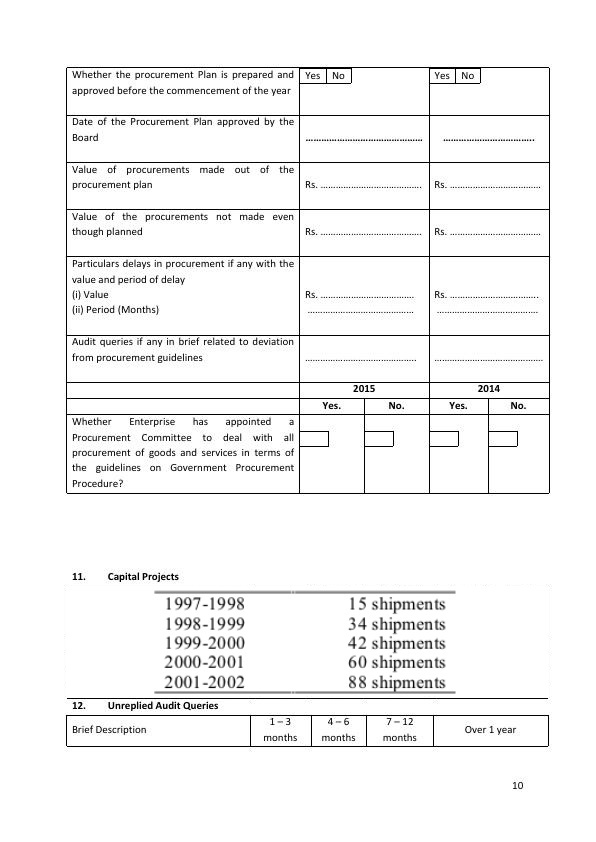 Whether the procurement Plan is prepared and
approved before the commencement of the year
Yes No
Yes No
Date of the Procurement Plan approved by the
Board
………………………………………
……………………………..
Value of procurements made out of the
procurement plan
Rs. …………………………………
Rs. ………………………………
Value of the procurements not made even
though planned
Rs. …………………………………
Rs. ………………………………
Particulars delays in procurement if any with the
value and period of delay
(i) Value
(ii) Period (Months)
Rs. ………………………………
…………………………………
Rs. ……………………………..
…………………………………
Audit queries if any in brief related to deviation
from procurement guidelines
……………………………………
……………………………………
2015 2014
Yes. No. Yes. No.
Whether Enterprise has appointed a
Procurement Committee to deal with all
procurement of goods and services in terms of
the guidelines on Government Procurement
Procedure?
11. Capital Projects
1997-1998 15 shipments
1998-1999 34 shipments
1999-2000 42 shipments
2000-2001 60 shipments
2001-2002 88 shipments
12. Unreplied Audit Queries
Brief Description
1 – 3
months
4 – 6
months
7 – 12
months
Over 1 year
10